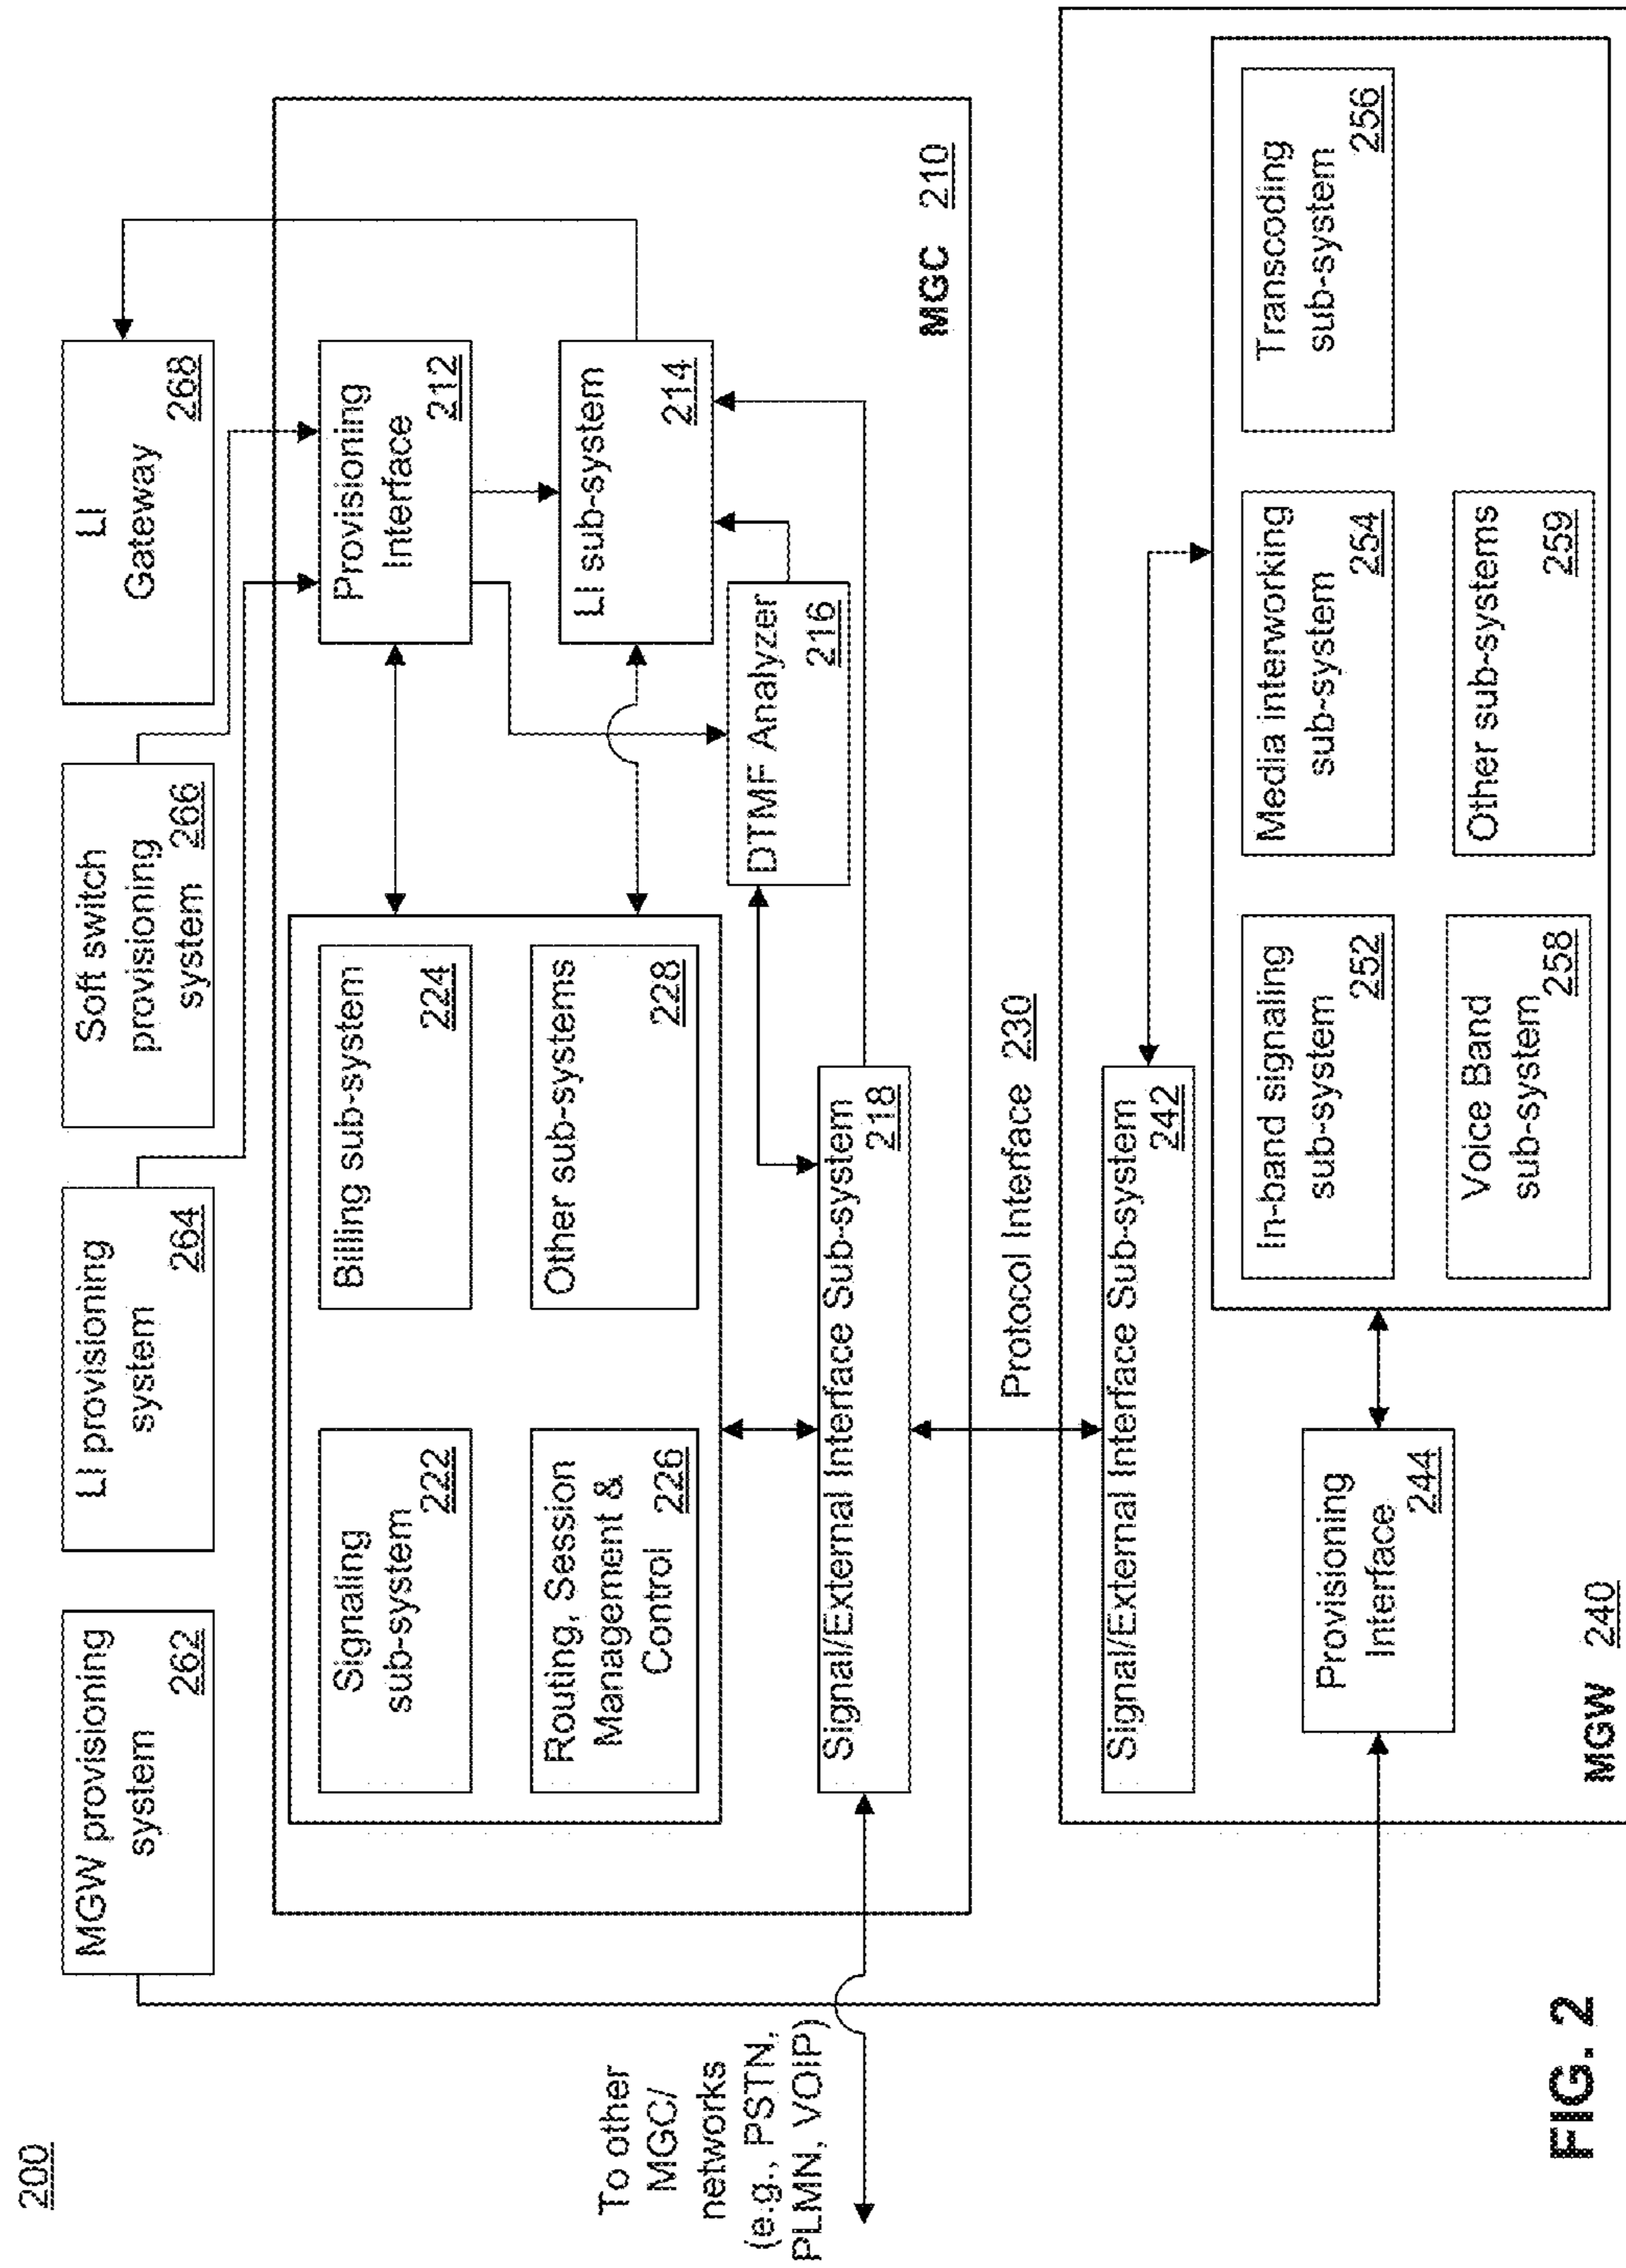 200
MGW provisioning
system
262
LI provisioning
system
264
Soft switch
provisioning
system
266
LI
Gateway
268
Signaling
sub-system
222
Billing sub-system
224
Routing, Session
Management &
Control
226
Other sub-systems
228
Provisioning
Interface
212
LI sub-system
214
DTMF Analyzer
216
Signal/External Interface Sub-system
218
MGC 210
To other
MGC/
networks
(e.g., PSTN,
PLMN, VOIP)
Protocol Interface 230
Signal/External Interface Sub-system
242
Provisioning
Interface
244
In-band signaling
sub-system
252
Media interworking
sub-system
254
Transcoding
sub-system
256
Voice Band
sub-system
258
Other sub-systems
259
MGW 240
FIG. 2